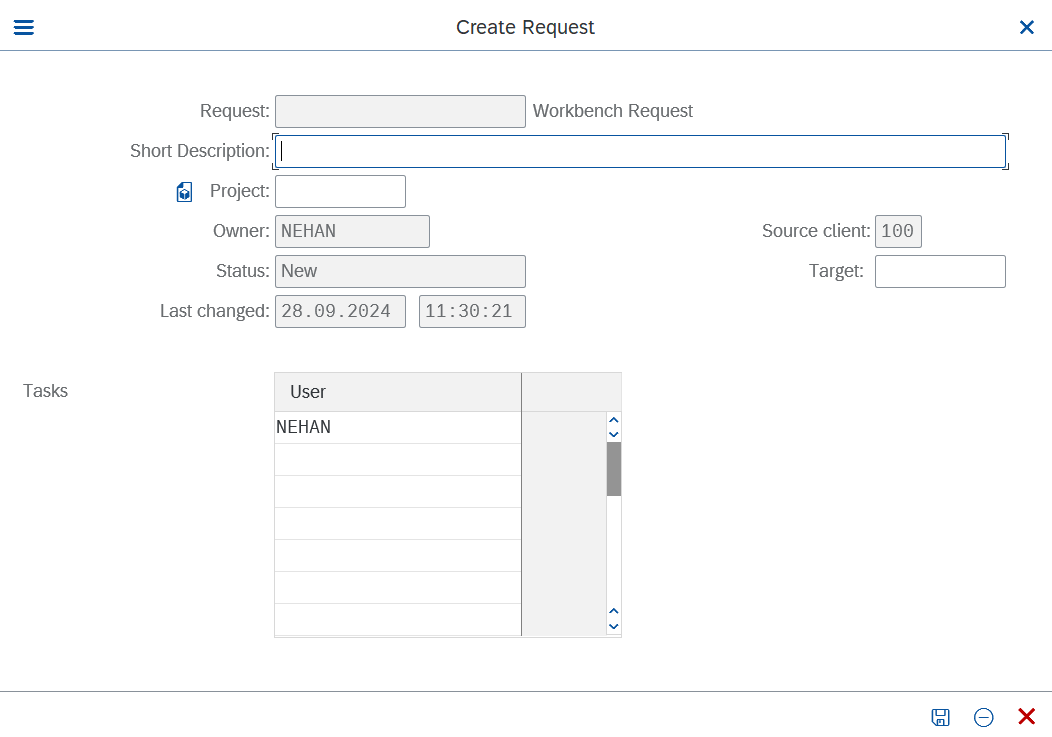 Create Request
Request: Workbench Request
Short Description:
Project:
Owner: NEHAN Source client: 100
Status: New Target:
Last changed: 28.09.2024 11:30:21
Tasks User
NEHAN